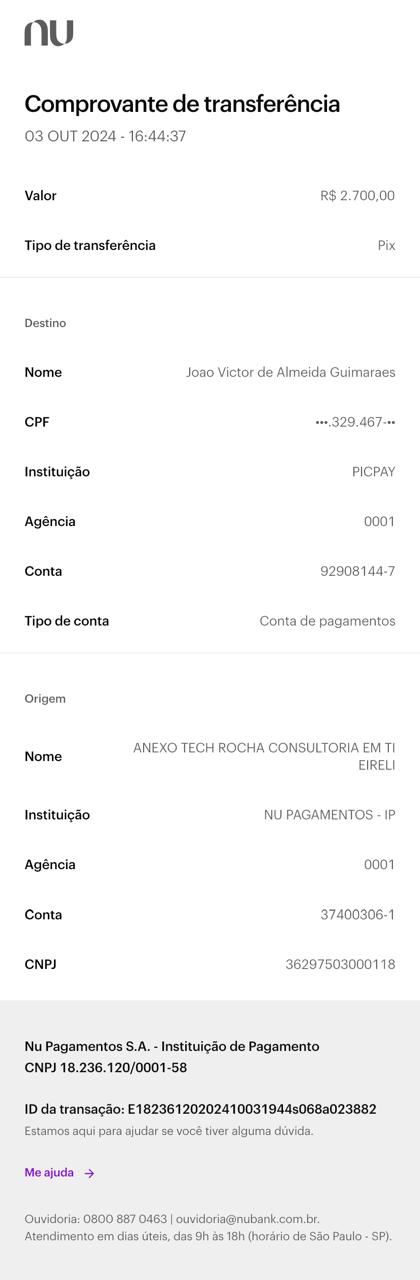 nu
Comprovante de transferência
03 OUT 2024 - 16:44:37
Valor R$ 2.700,00
Tipo de transferência Pix
Destino
Nome Joao Victor de Almeida Guimaraes
CPF •••.329.467-••
Instituição PICPAY
Agência 0001
Conta 92908144-7
Tipo de conta Conta de pagamentos
Origem
Nome ANEXO TECH ROCHA CONSULTORIA EM TI
EIRELI
Instituição NU PAGAMENTOS - IP
Agência 0001
Conta 37400306-1
CNPJ 36297503000118
Nu Pagamentos S.A. - Instituição de Pagamento
CNPJ 18.236.120/0001-58
ID da transação: E18236120202410031944s068a023882
Estamos aqui para ajudar se você tiver alguma dúvida.
Me ajuda →
Ouvidoria: 0800 887 0463 | ouvidoria@nubank.com.br.
Atendimento em dias úteis, das 9h às 18h (horário de São Paulo - SP).